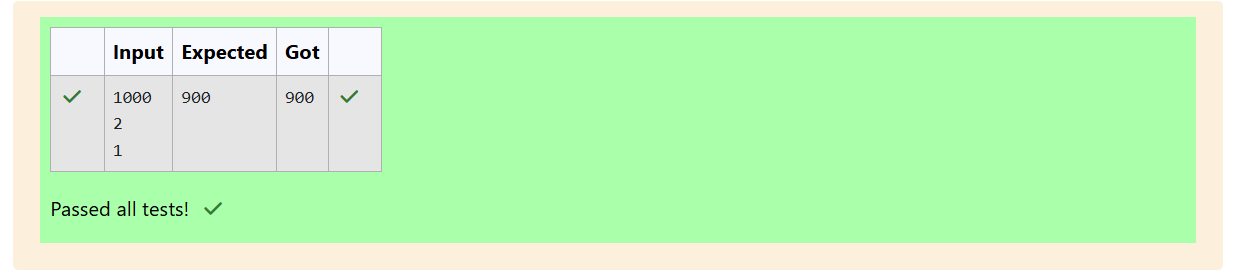 Input Expected Got
1000 900 900
2
1
Passed all tests!